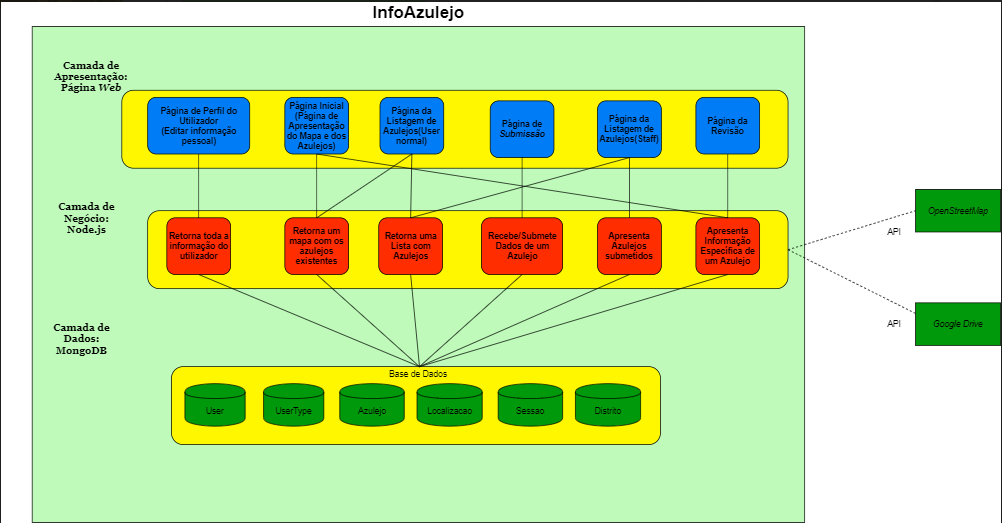 InfoAzulejo
Camada de
Apresentação:
Página Web
Página de Perfil do
Utilizador
(Editar informação
pessoal)
Página Inicial
(Página de
Apresentação
do Mapa e dos
Azulejos)
Página da
Listagem de
Azulejos(User
normal)
Página de
Submissão
Página da
Listagem de
Azulejos(Staff)
Página da
Revisão
Camada de
Negócio:
Node.js
Retorna toda a
informação do
utilizador
Retorna um
mapa com os
azulejos
existentes
Retorna uma
Lista com
Azulejos
Recebe/Submete
Dados de um
Azulejo
Apresenta
Azulejos
submetidos
Apresenta
Informação
Especifica de
um Azulejo
OpenStreetMap
API
API
Google Drive
Camada de
Dados:
MongoDB
Base de Dados
User
UserType
Azulejo
Localizacao
Sessao
Distrito